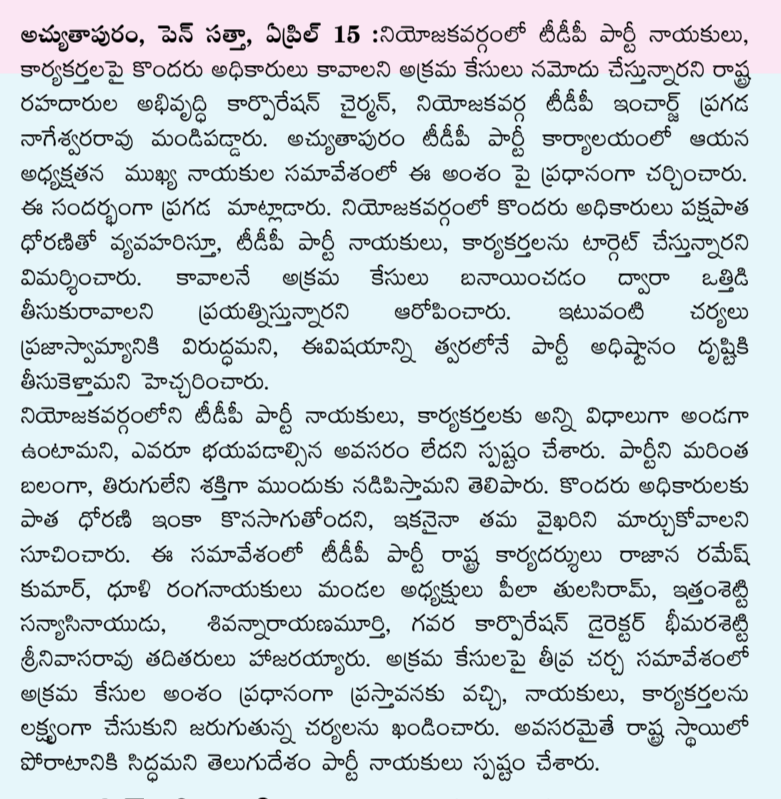 అచ్యుతాపురం, పెన్ సత్తా, ఏప్రిల్ 15 :నియోజకవర్గంలో టీడీపీ పార్టీ నాయకులు,
కార్యకర్తలపై కొందరు అధికారులు కావాలని అక్రమ కేసులు నమోదు చేస్తున్నారని రాష్ట్ర
రహదారుల అభివృద్ధి కార్పొరేషన్ చైర్మన్, నియోజకవర్గ టీడీపీ ఇంచార్జ్ ప్రగడ
నాగేశ్వరరావు మండిపడ్డారు. అచ్యుతాపురం టీడీపీ పార్టీ కార్యాలయంలో ఆయన
అధ్యక్షతన ముఖ్య నాయకుల సమావేశంలో ఈ అంశం పై ప్రధానంగా చర్చించారు.
ఈ సందర్భంగా ప్రగడ మాట్లాడారు. నియోజకవర్గంలో కొందరు అధికారులు పక్షపాత
ధోరణితో వ్యవహరిస్తూ, టీడీపీ పార్టీ నాయకులు, కార్యకర్తలను టార్గెట్ చేస్తున్నారని
విమర్శించారు. కావాలనే అక్రమ కేసులు బనాయించడం ద్వారా ఒత్తిడి
తీసుకురావాలని ప్రయత్నిస్తున్నారని ఆరోపించారు. ఇటువంటి చర్యలు
ప్రజాస్వామ్యానికి విరుద్ధమని, ఈవిషయాన్ని త్వరలోనే పార్టీ అధిష్టానం దృష్టికి
తీసుకెళ్తామని హెచ్చరించారు.
నియోజకవర్గంలోని టీడీపీ పార్టీ నాయకులు, కార్యకర్తలకు అన్ని విధాలుగా అండగా
ఉంటామని, ఎవరూ భయపడాల్సిన అవసరం లేదని స్పష్టం చేశారు. పార్టీని మరింత
బలంగా, తిరుగులేని శక్తిగా ముందుకు నడిపిస్తామని తెలిపారు. కొందరు అధికారులకు
పాత ధోరణి ఇంకా కొనసాగుతోందని, ఇకనైనా తమ వైఖరిని మార్చుకోవాలని
సూచించారు. ఈ సమావేశంలో టీడీపీ పార్టీ రాష్ట్ర కార్యదర్శులు రాజాన రమేష్
కుమార్, ధూళి రంగనాయకులు మండల అధ్యక్షులు పీలా తులసిరామ్, ఇత్తంశెట్టి
సన్యాసినాయుడు, శివన్నారాయణమూర్తి, గవర కార్పొరేషన్ డైరెక్టర్ భీమరశెట్టి
శ్రీనివాసరావు తదితరులు హాజరయ్యారు. అక్రమ కేసులపై తీవ్ర చర్చ సమావేశంలో
అక్రమ కేసుల అంశం ప్రధానంగా ప్రస్తావనకు వచ్చి, నాయకులు, కార్యకర్తలను
లక్ష్యంగా చేసుకుని జరుగుతున్న చర్యలను ఖండించారు. అవసరమైతే రాష్ట్ర స్థాయిలో
పోరాటానికి సిద్ధమని తెలుగుదేశం పార్టీ నాయకులు స్పష్టం చేశారు.